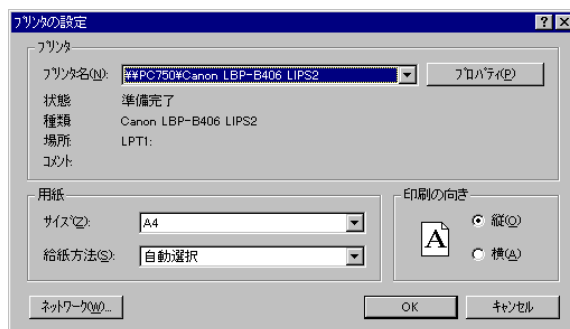 プリンタの設定
プリンタ
プリンタ名(N): ¥¥PC750¥Canon LBP-B406 LIPS2 プロパティ(P)
状態 準備完了
種類 Canon LBP-B406 LIPS2
場所: LPT1:
コメント:
用紙
サイズ(Z): A4
給紙方法(S): 自動選択
印刷の向き
A
縦(O)
横(A)
ネットワーク(W)... OK キャンセル